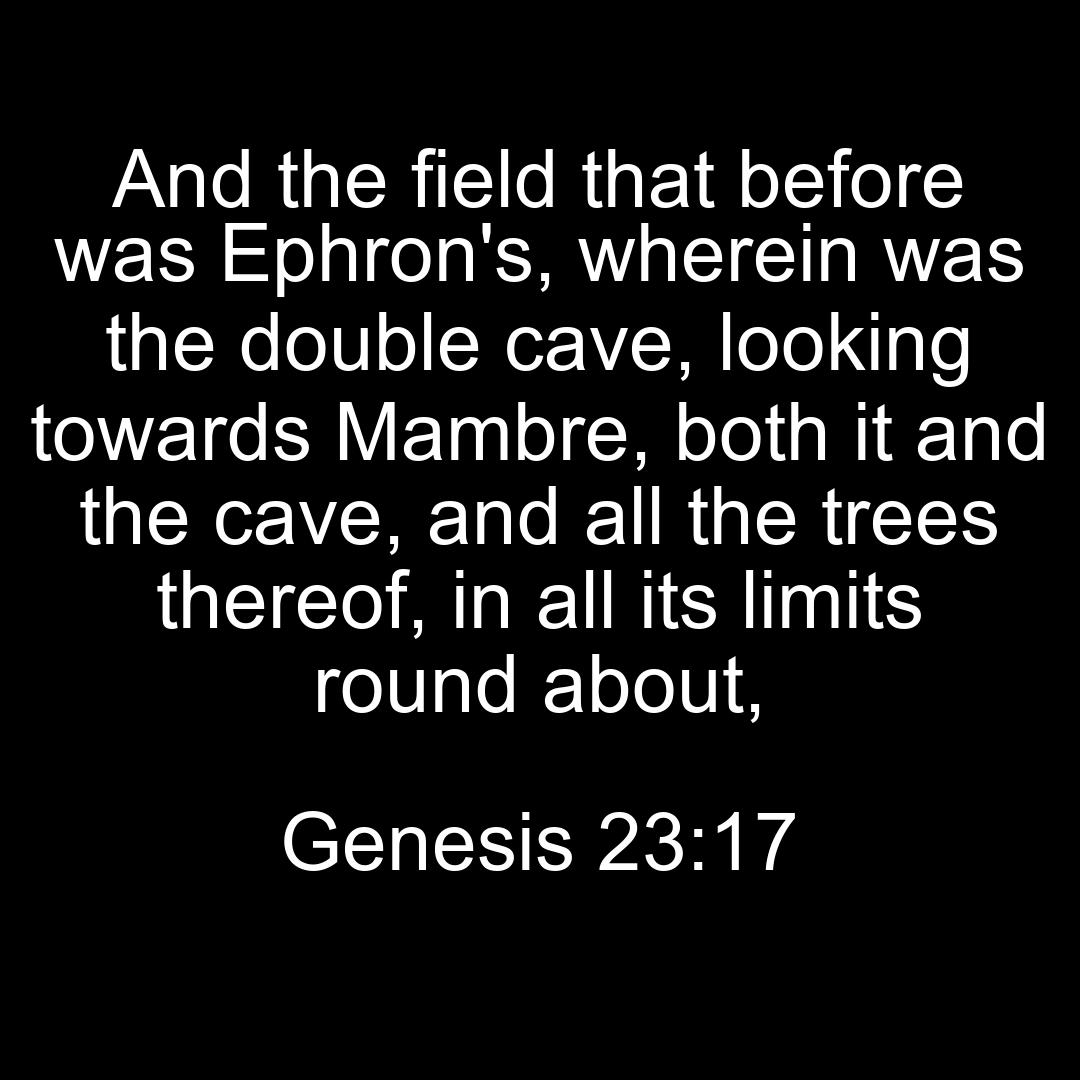 And the field that before
was Ephron's, wherein was
the double cave, looking
towards Mambre, both it and
the cave, and all the trees
thereof, in all its limits
round about,
Genesis 23:17